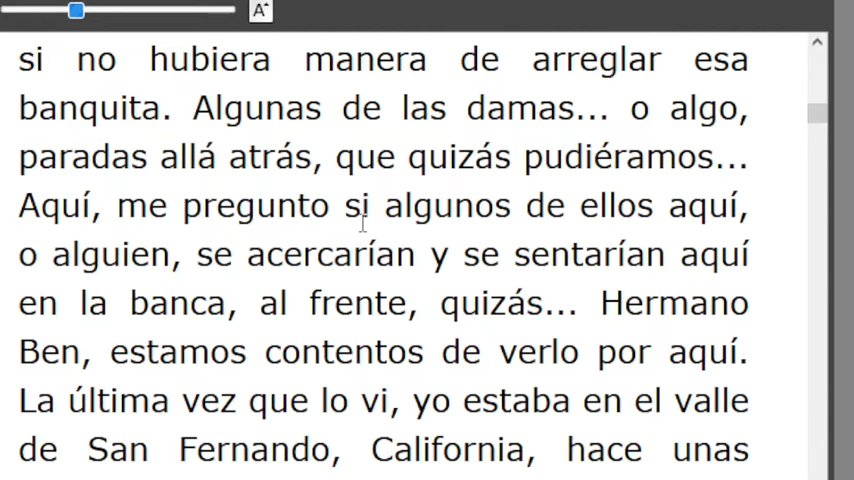 A
si no hubiera manera de arreglar esa
banquita. Algunas de las damas... o algo,
paradas allá atrás, que quizás pudiéramos...
Aquí, me pregunto si algunos de ellos aquí,
o alguien, se acercarían y se sentarían aquí
en la banca, al frente, quizás... Hermano
Ben, estamos contentos de verlo por aquí.
La última vez que lo vi, yo estaba en el valle
de San Fernando, California, hace unas